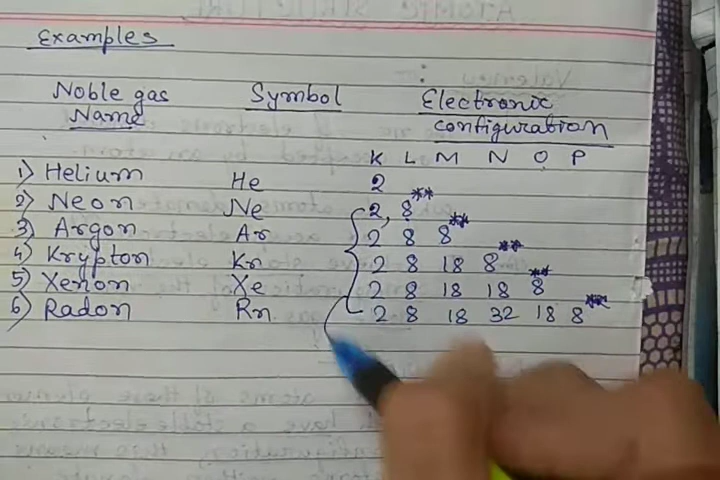 Examples
Noble gas Symbol Electronic
Name configuration
K L M N O P
1) Helium He 2
2) Neon Ne 2, 8**
3) Argon Ar 2 8 8**
4) Krypton Kr 2 8 18 8**
5) Xenon Xe 2 8 18 18 8**
6) Radon Rn 2 8 18 32 18 8**